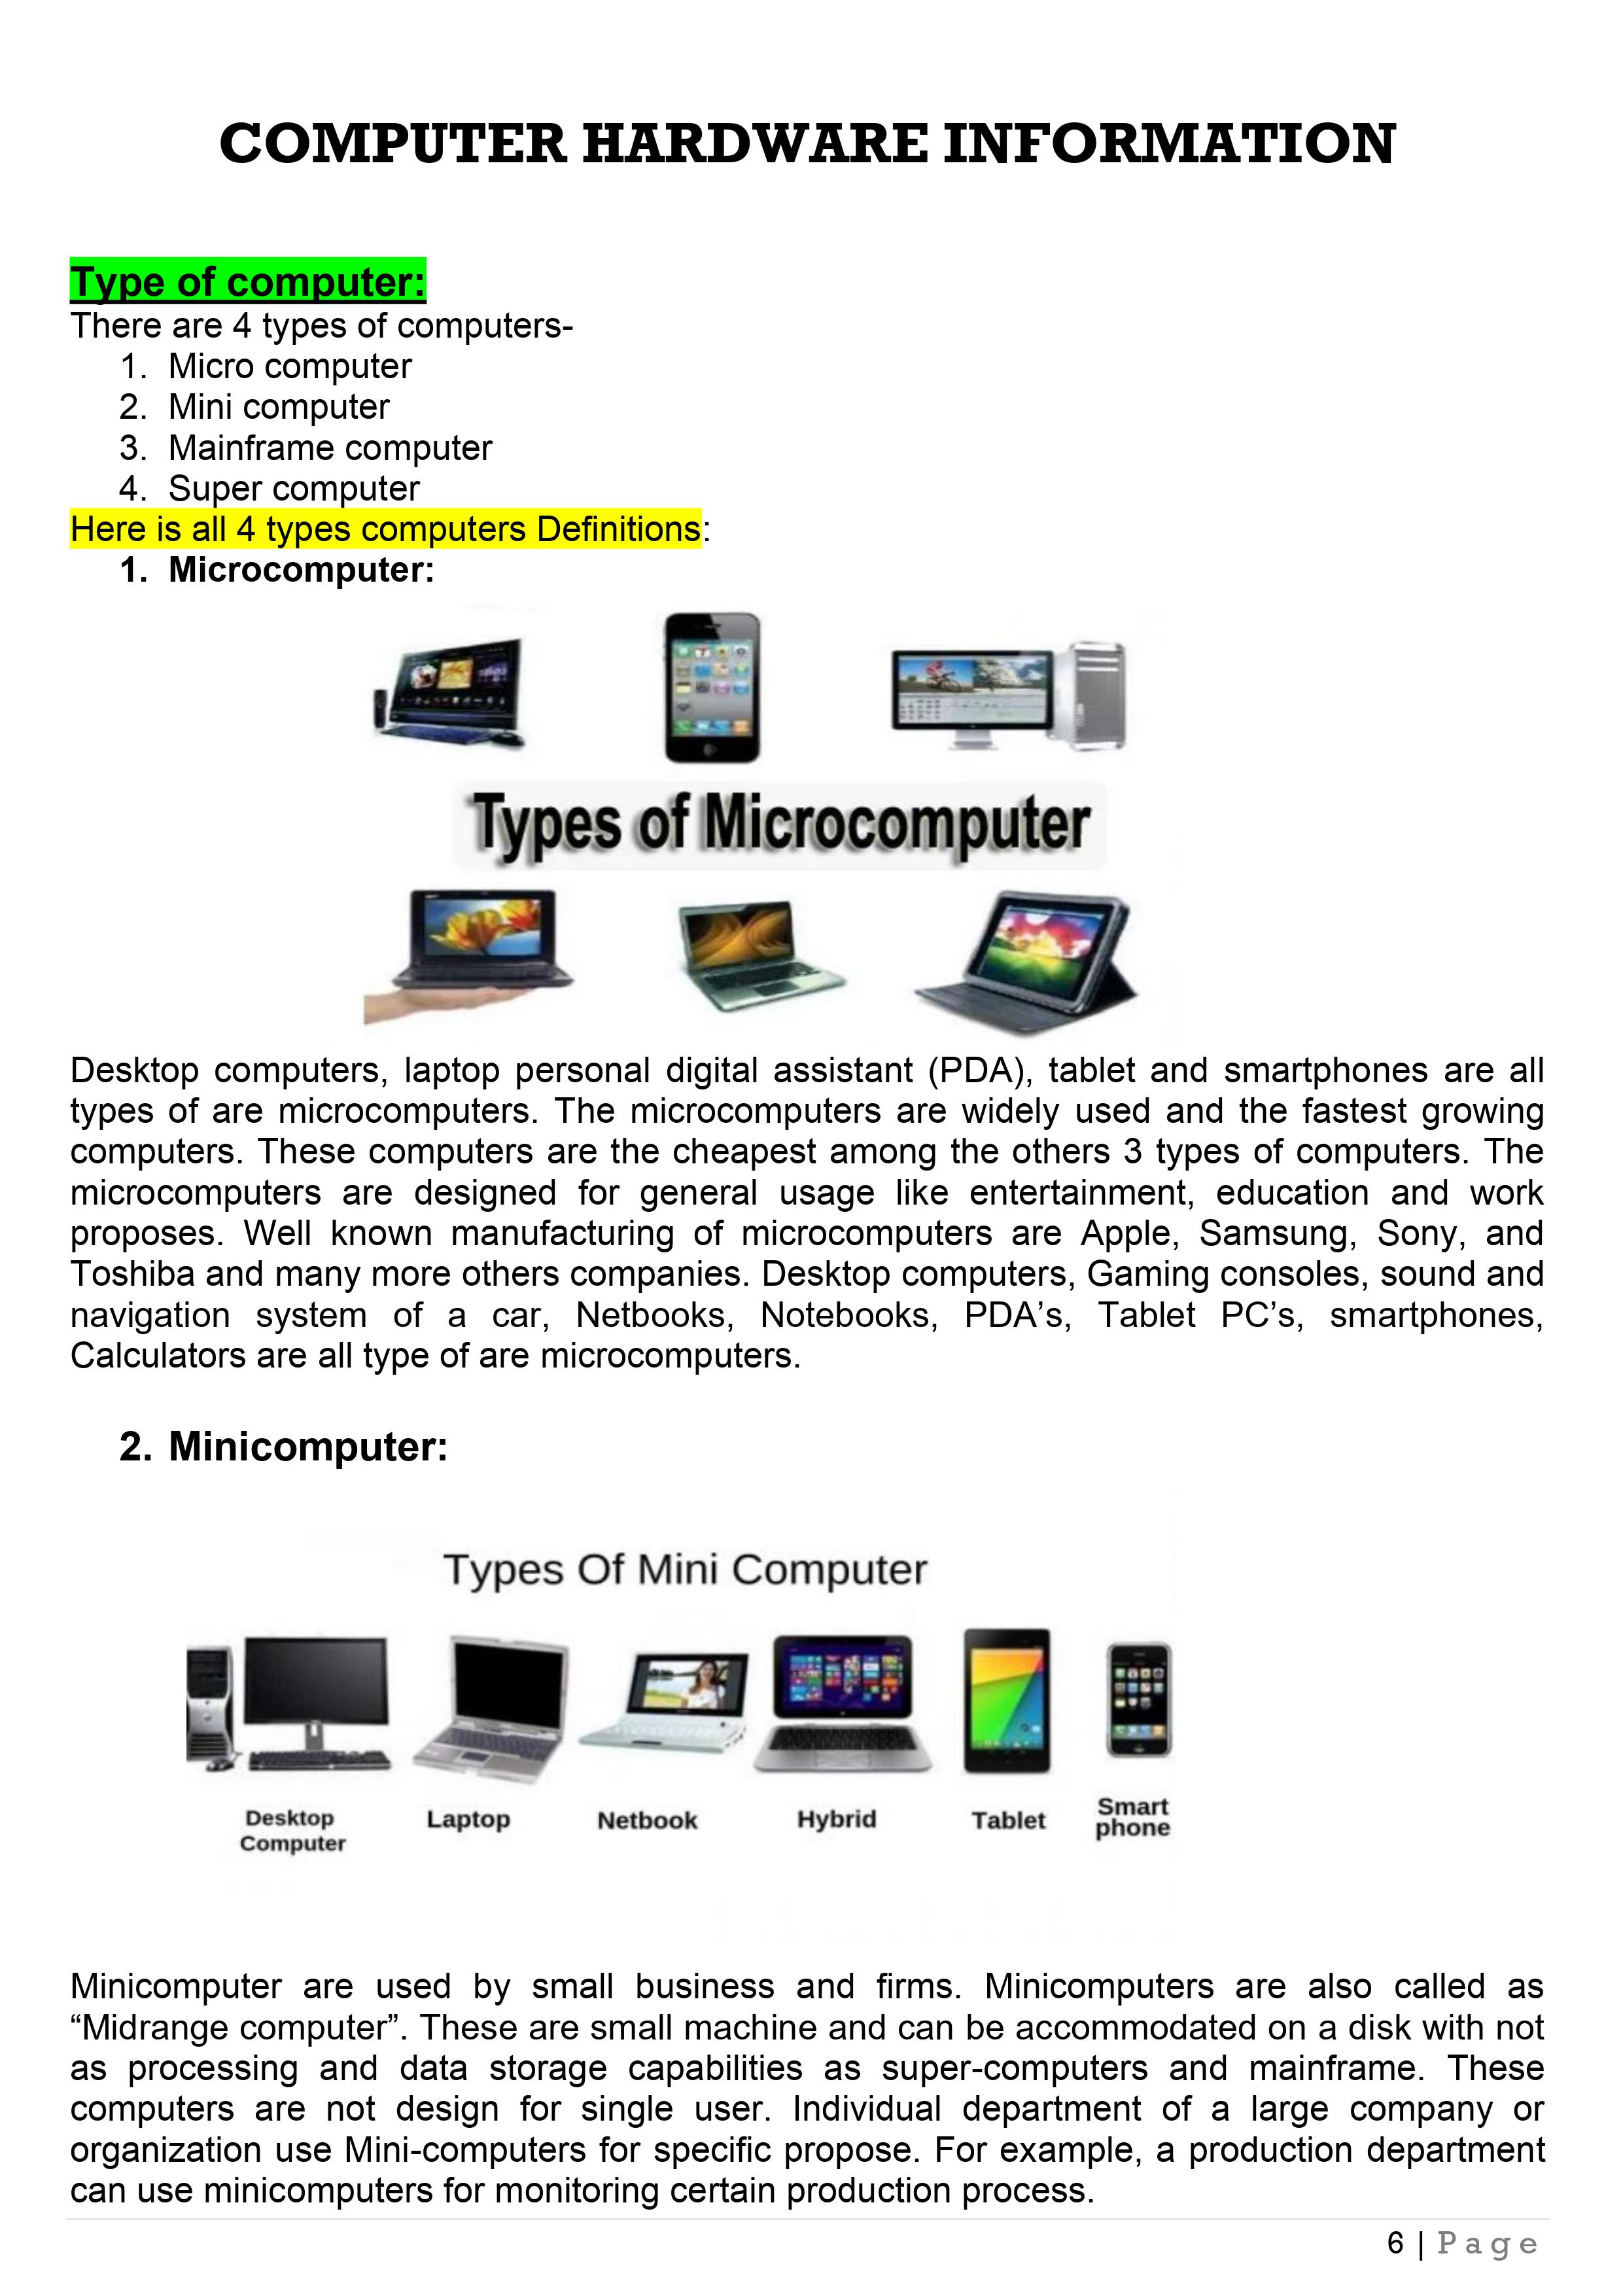 COMPUTER HARDWARE INFORMATION
Type of computer:
There are 4 types of computers-
1. Micro computer
2. Mini computer
3. Mainframe computer
4. Super computer
Here is all 4 types computers Definitions:
1. Microcomputer:
Types of Microcomputer
Desktop computers, laptop personal digital assistant (PDA), tablet and smartphones are all
types of are microcomputers. The microcomputers are widely used and the fastest growing
computers. These computers are the cheapest among the others 3 types of computers. The
microcomputers are designed for general usage like entertainment, education and work
proposes. Well known manufacturing of microcomputers are Apple, Samsung, Sony, and
Toshiba and many more others companies. Desktop computers, Gaming consoles, sound and
navigation system of a car, Netbooks, Notebooks, PDA’s, Tablet PC’s, smartphones,
Calculators are all type of are microcomputers.
2. Minicomputer:
Types Of Mini Computer
Desktop
Computer
Laptop
Netbook
Hybrid
Tablet
Smart
phone
Minicomputer are used by small business and firms. Minicomputers are also called as
“Midrange computer”. These are small machine and can be accommodated on a disk with not
as processing and data storage capabilities as super-computers and mainframe. These
computers are not design for single user. Individual department of a large company or
organization use Mini-computers for specific propose. For example, a production department
can use minicomputers for monitoring certain production process.
6 | Page